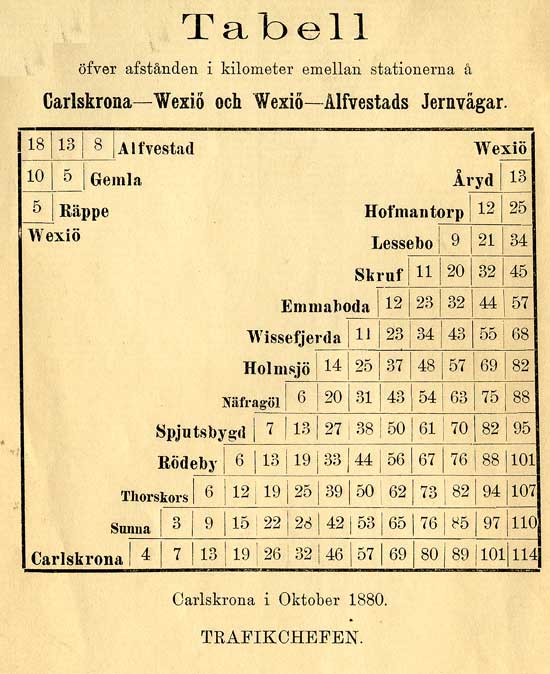 Tabell
öfver afstånden i kilometer emellan stationerna å
Carlskrona—Wexiö och Wexiö—Alfvestads Jernvägar.
18 13 8 Alfvestad Wexiö
10 5 Gemla Åryd 13
5 Räppe Hofmantorp 12 25
Wexiö Lessebo 9 21 34
Skruf 11 20 32 45
Emmaboda 12 23 32 44 57
Wissefjerda 11 23 34 43 55 68
Holmsjö 14 25 37 48 57 69 82
Näfragöl 6 20 31 43 54 63 75 88
Spjutsbygd 7 13 27 38 50 61 70 82 95
Rödeby 6 13 19 33 44 56 67 76 88 101
Thorskors 6 12 19 25 39 50 62 73 82 94 107
Sunna 3 9 15 22 28 42 53 65 76 85 97 110
Carlskrona 4 7 13 19 26 32 46 57 69 80 89 101 114
Carlskrona i Oktober 1880.
TRAFIKCHEFEN.